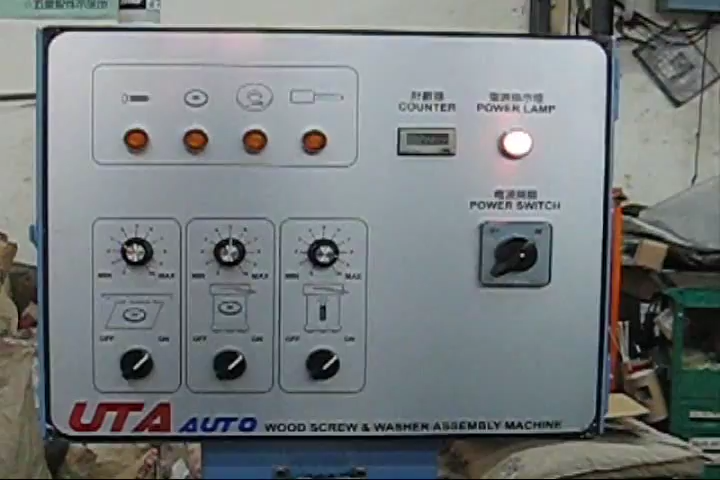 計數器
COUNTER
電源指示燈
POWER LAMP
電源開關
POWER SWITCH
MIN MAX
MIN MAX
MIN MAX
OFF ON
OFF ON
OFF ON
UTA AUTO WOOD SCREW & WASHER ASSEMBLY MACHINE